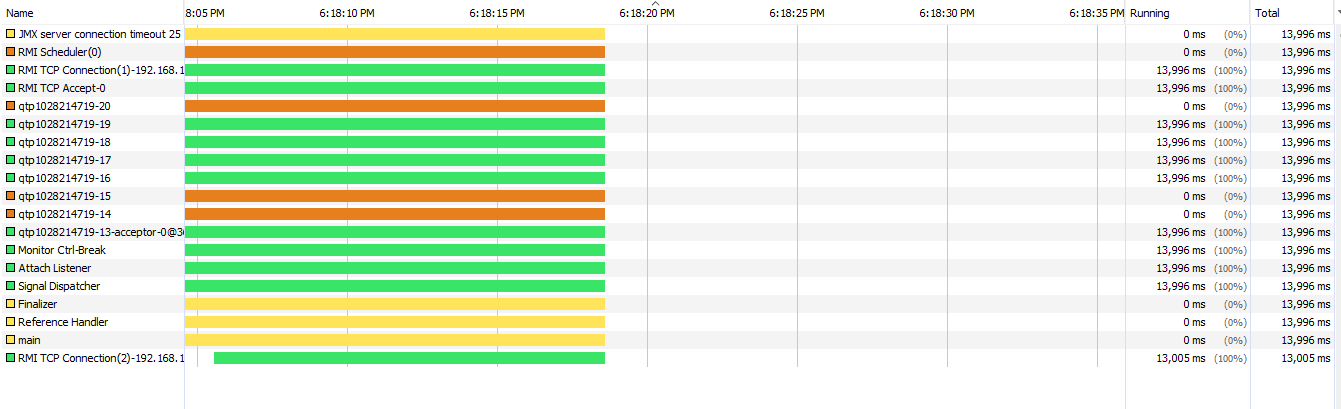 Name 8:05 PM 6:18:10 PM 6:18:15 PM 6:18:20 PM 6:18:25 PM 6:18:30 PM 6:18:35 PM Running Total
JMX server connection timeout 25 0 ms (0%) 13,996 ms
RMI Scheduler(0) 0 ms (0%) 13,996 ms
RMI TCP Connection(1)-192.168.1 13,996 ms (100%) 13,996 ms
RMI TCP Accept-0 13,996 ms (100%) 13,996 ms
qtp1028214719-20 0 ms (0%) 13,996 ms
qtp1028214719-19 13,996 ms (100%) 13,996 ms
qtp1028214719-18 13,996 ms (100%) 13,996 ms
qtp1028214719-17 13,996 ms (100%) 13,996 ms
qtp1028214719-16 13,996 ms (100%) 13,996 ms
qtp1028214719-15 0 ms (0%) 13,996 ms
qtp1028214719-14 0 ms (0%) 13,996 ms
qtp1028214719-13-acceptor-0@3 13,996 ms (100%) 13,996 ms
Monitor Ctrl-Break 13,996 ms (100%) 13,996 ms
Attach Listener 13,996 ms (100%) 13,996 ms
Signal Dispatcher 13,996 ms (100%) 13,996 ms
Finalizer 0 ms (0%) 13,996 ms
Reference Handler 0 ms (0%) 13,996 ms
main 0 ms (0%) 13,996 ms
RMI TCP Connection(2)-192.168.1 13,005 ms (100%) 13,005 ms